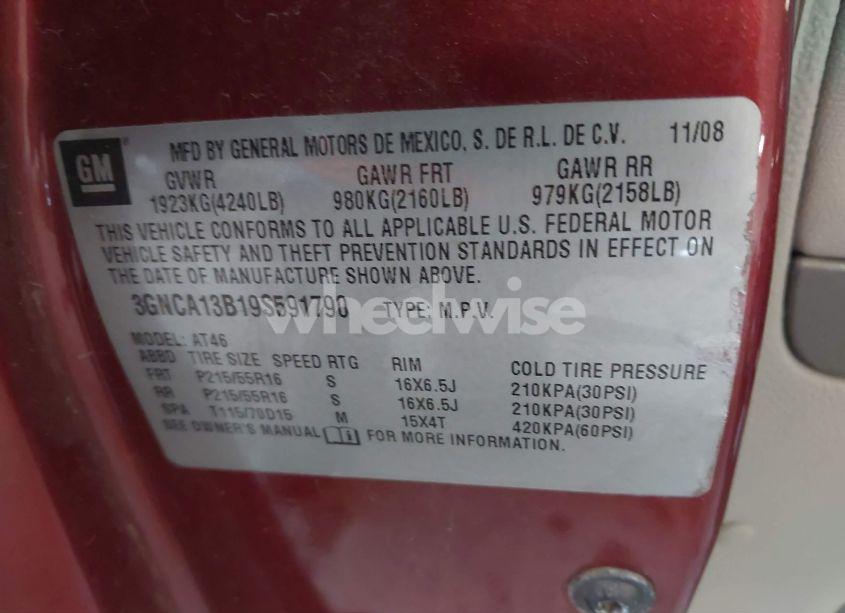 GM
MFD BY GENERAL MOTORS DE MEXICO, S. DE R.L. DE C.V. 11/08
GVWR GAWR FRT GAWR RR
1923KG(4240LB) 980KG(2160LB) 979KG(2158LB)
THIS VEHICLE CONFORMS TO ALL APPLICABLE U.S. FEDERAL MOTOR
VEHICLE SAFETY AND THEFT PREVENTION STANDARDS IN EFFECT ON
THE DATE OF MANUFACTURE SHOWN ABOVE.
3GNCA13B19S591790 TYPE: M.P.V.
wheelwise
MODEL: AT46
ABBD TIRE SIZE SPEED RTG RIM COLD TIRE PRESSURE
FRT P215/55R16 S 16X6.5J 210KPA(30PSI)
RR P215/55R16 S 16X6.5J 210KPA(30PSI)
SPA T115/70D15 M 15X4T 420KPA(60PSI)
SEE OWNER'S MANUAL FOR MORE INFORMATION.